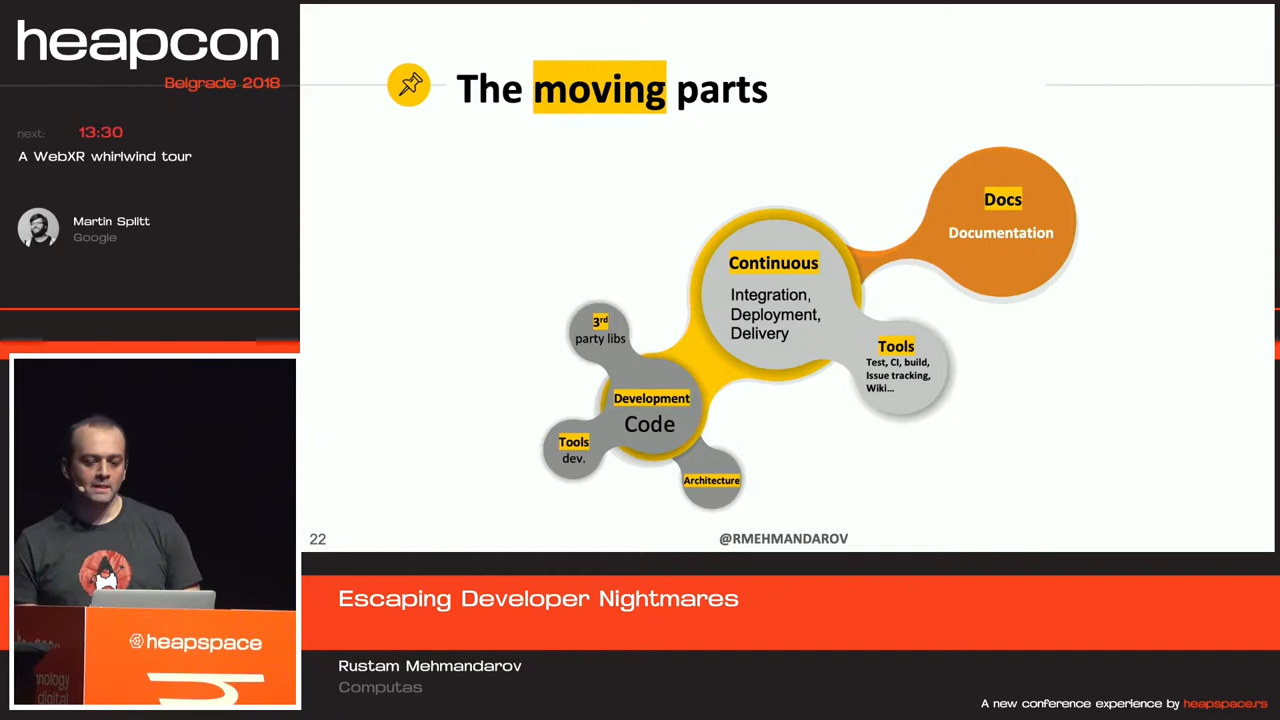 heapcon
Belgrade 2018
next: 13:30
A WebXR whirlwind tour
Martin Splitt
Google
The moving parts
Docs
Documentation
Continuous
Integration,
Deployment,
Delivery
Tools
Test, CI, build,
Issue tracking,
Wiki...
3rd
party libs
Development
Code
Tools
dev.
Architecture
22
@RMEHMANDAROV
heapspace
digital
Escaping Developer Nightmares
Rustam Mehmandarov
Computas
A new conference experience by heapspace.rs